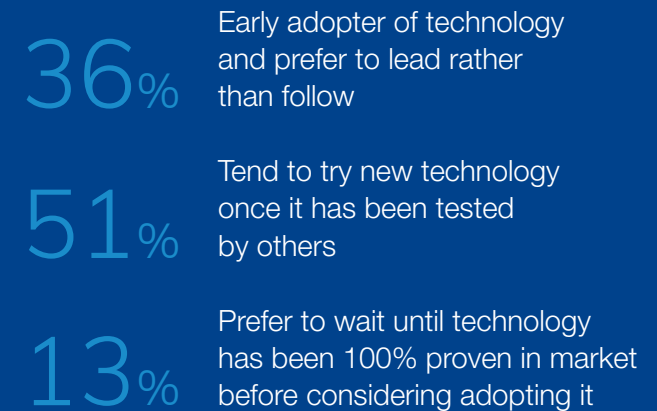 36%
Early adopter of technology
and prefer to lead rather
than follow
51%
Tend to try new technology
once it has been tested
by others
13%
Prefer to wait until technology
has been 100% proven in market
before considering adopting it